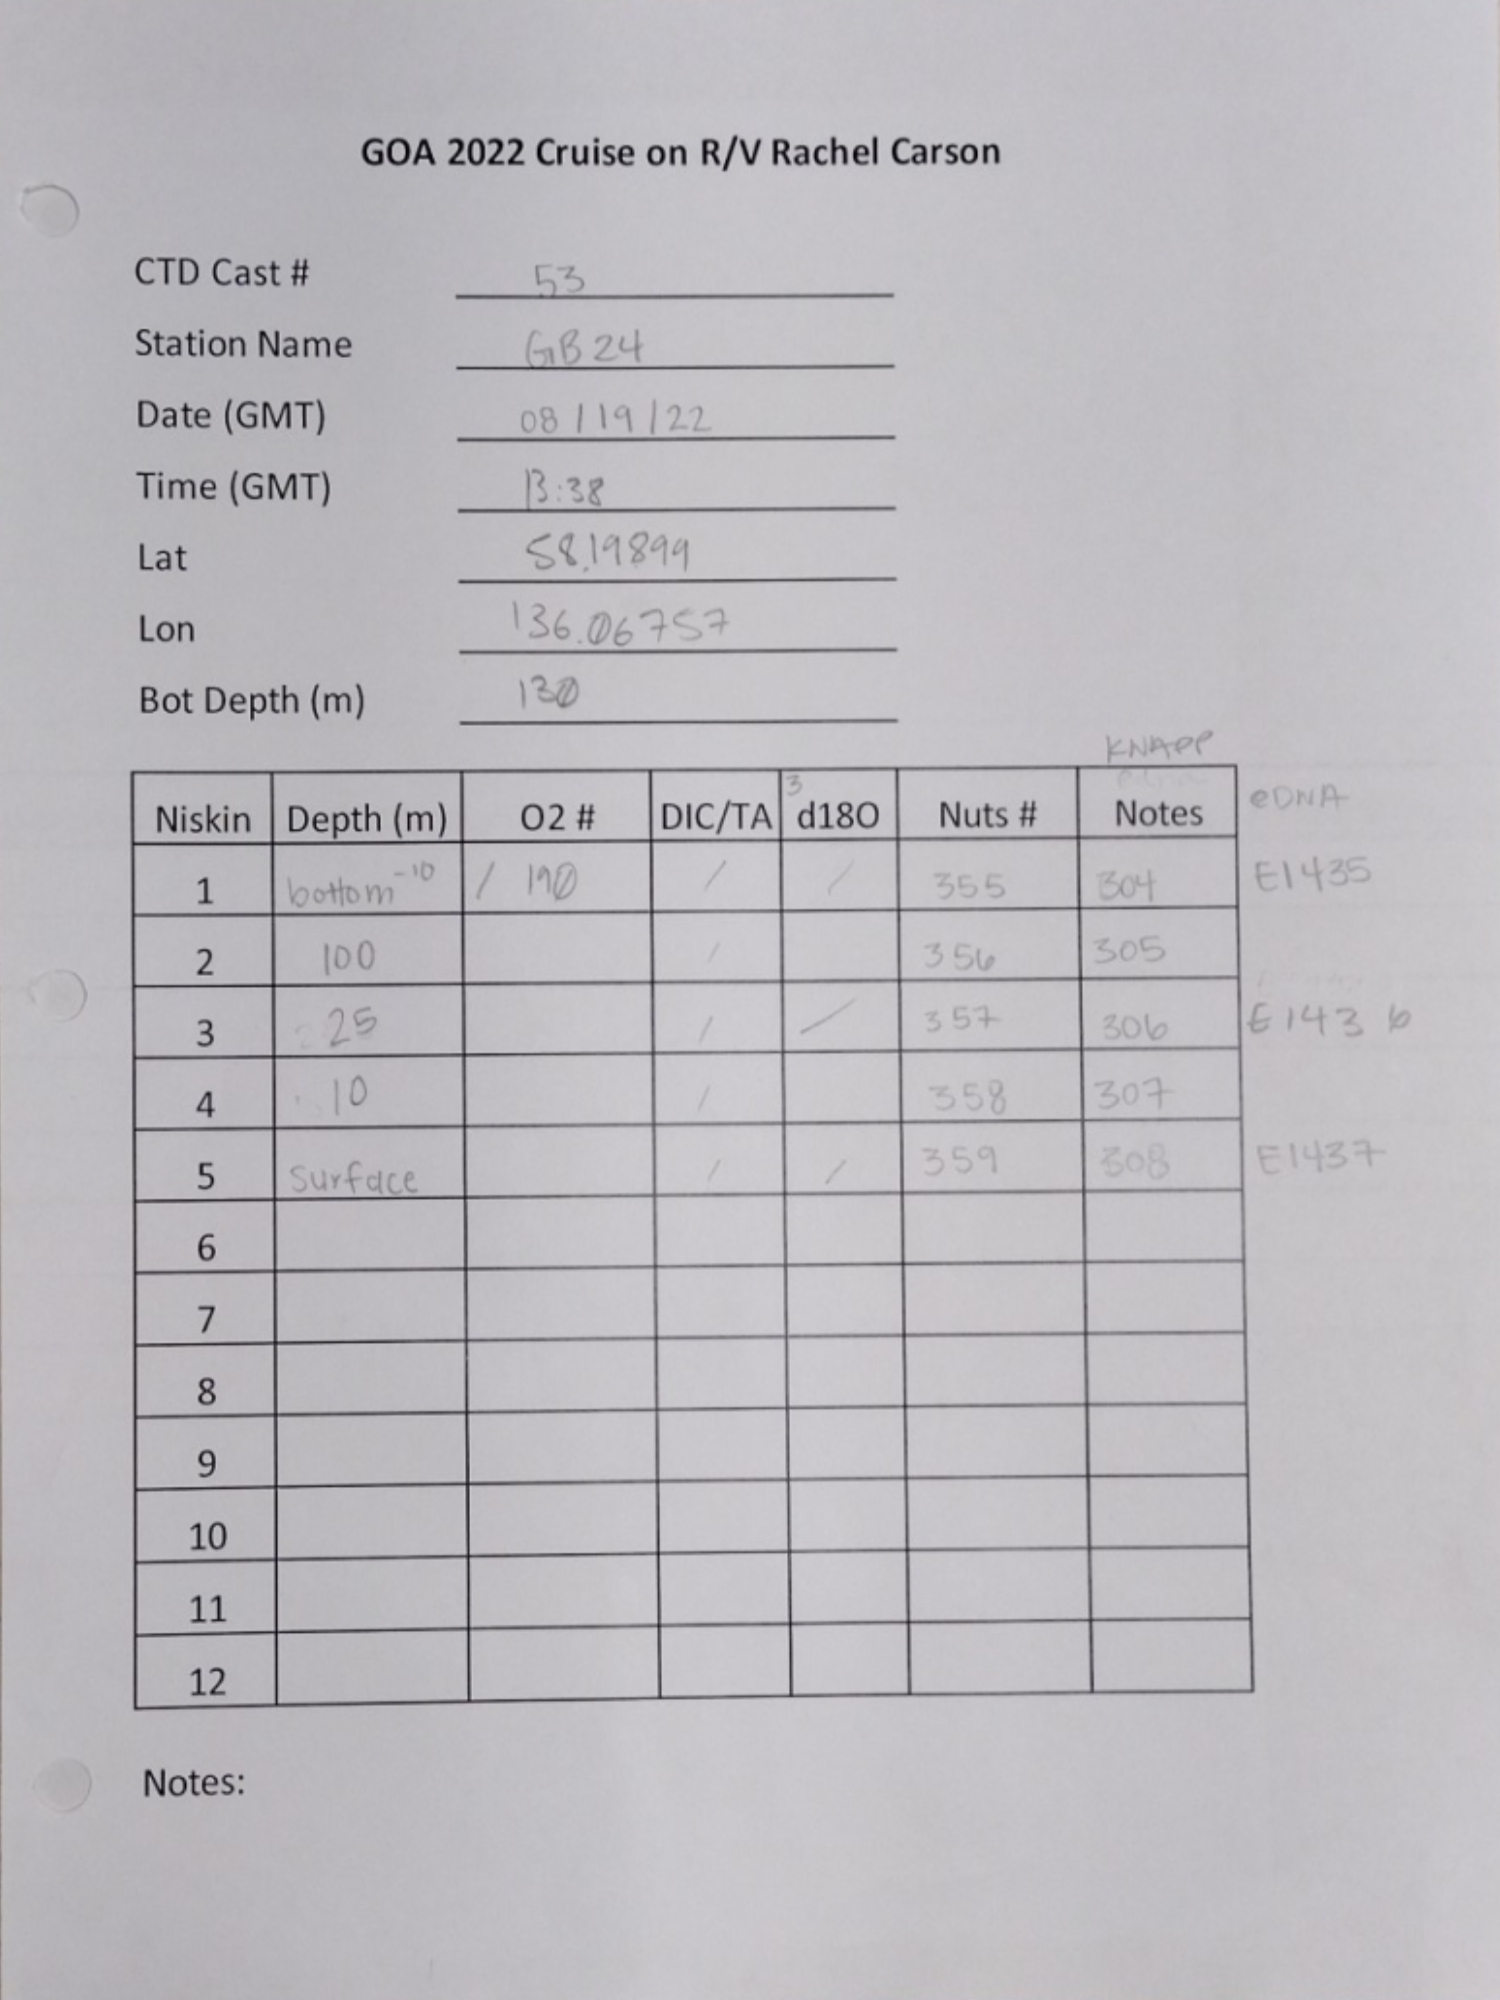 GOA 2022 Cruise on R/V Rachel Carson
CTD Cast # 53
Station Name GB24
Date (GMT) 08/19/22
Time (GMT) 13:38
Lat 58.19899
Lon 136.06757
Bot Depth (m) 130
KNAPP
3
Niskin Depth (m) O2 # DIC/TA d18O Nuts # Notes eDNA
1 bottom -10 / 190 / / 355 304 E1435
2 100 / 356 305
3 25 / / 357 306 E1436
4 10 / 358 307
5 surface / / 359 308 E1437
6
7
8
9
10
11
12
Notes: